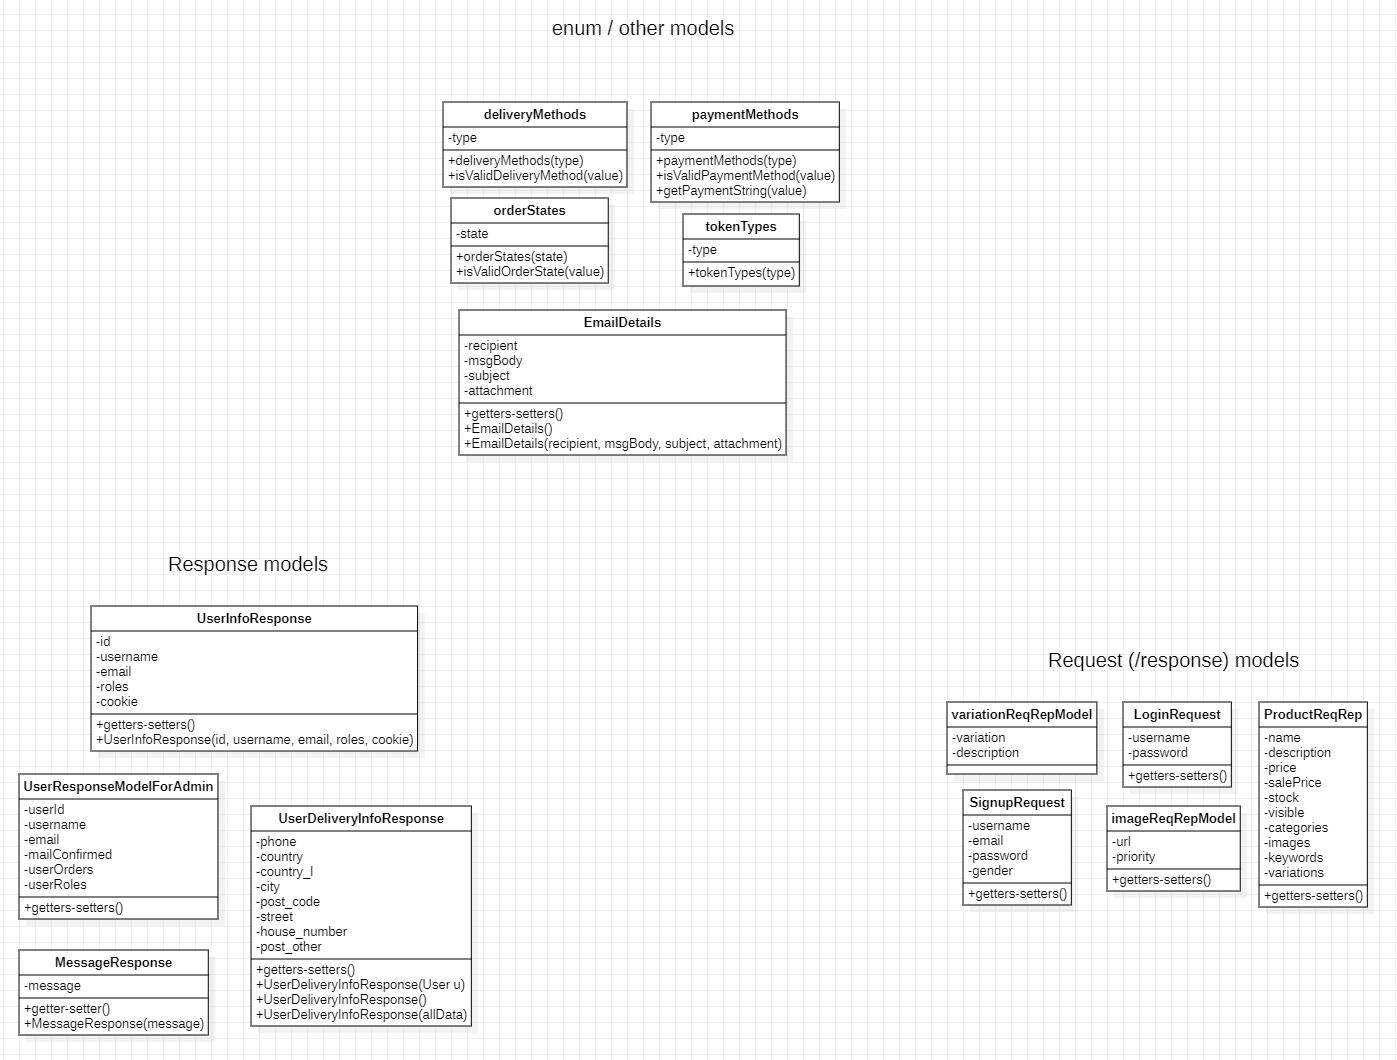 enum / other models
deliveryMethods
-type
+deliveryMethods(type)
+isValidDeliveryMethod(value)
paymentMethods
-type
+paymentMethods(type)
+isValidPaymentMethod(value)
+getPaymentString(value)
orderStates
-state
+orderStates(state)
+isValidOrderState(value)
tokenTypes
-type
+tokenTypes(type)
EmailDetails
-recipient
-msgBody
-subject
-attachment
+getters-setters()
+EmailDetails()
+EmailDetails(recipient, msgBody, subject, attachment)
Response models
UserInfoResponse
-id
-username
-email
-roles
-cookie
+getters-setters()
+UserInfoResponse(id, username, email, roles, cookie)
UserResponseModelForAdmin
-userId
-username
-email
-mailConfirmed
-userOrders
-userRoles
+getters-setters()
UserDeliveryInfoResponse
-phone
-country
-country_l
-city
-post_code
-street
-house_number
-post_other
+getters-setters()
+UserDeliveryInfoResponse(User u)
+UserDeliveryInfoResponse()
+UserDeliveryInfoResponse(allData)
MessageResponse
-message
+getter-setter()
+MessageResponse(message)
Request (/response) models
variationReqRepModel
-variation
-description
LoginRequest
-username
-password
+getters-setters()
ProductReqRep
-name
-description
-price
-salePrice
-stock
-visible
-categories
-images
-keywords
-variations
+getters-setters()
SignupRequest
-username
-email
-password
-gender
+getters-setters()
imageReqRepModel
-url
-priority
+getters-setters()